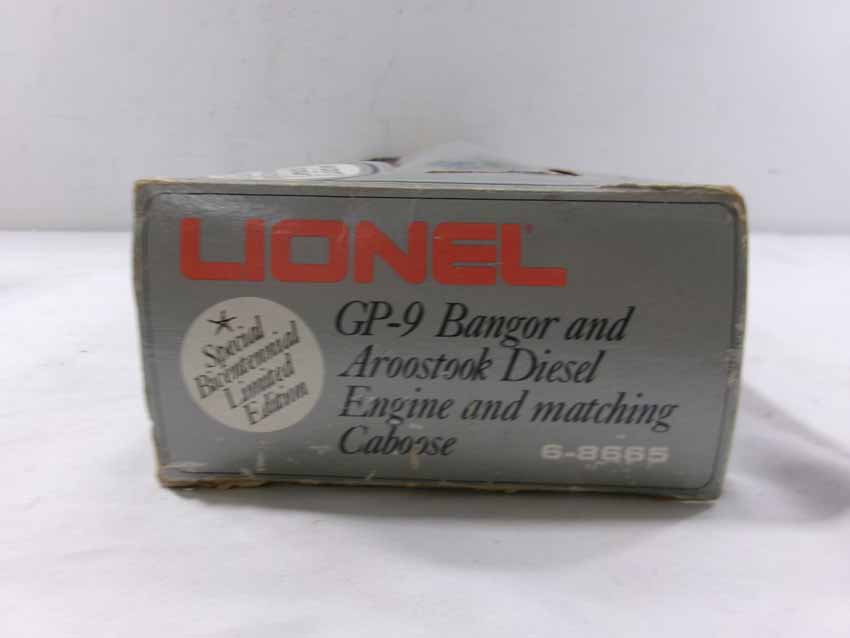 LIONEL
* Special
Bicentennial
Limited
Edition
GP-9 Bangor and
Aroostook Diesel
Engine and matching
Caboose
6-8665